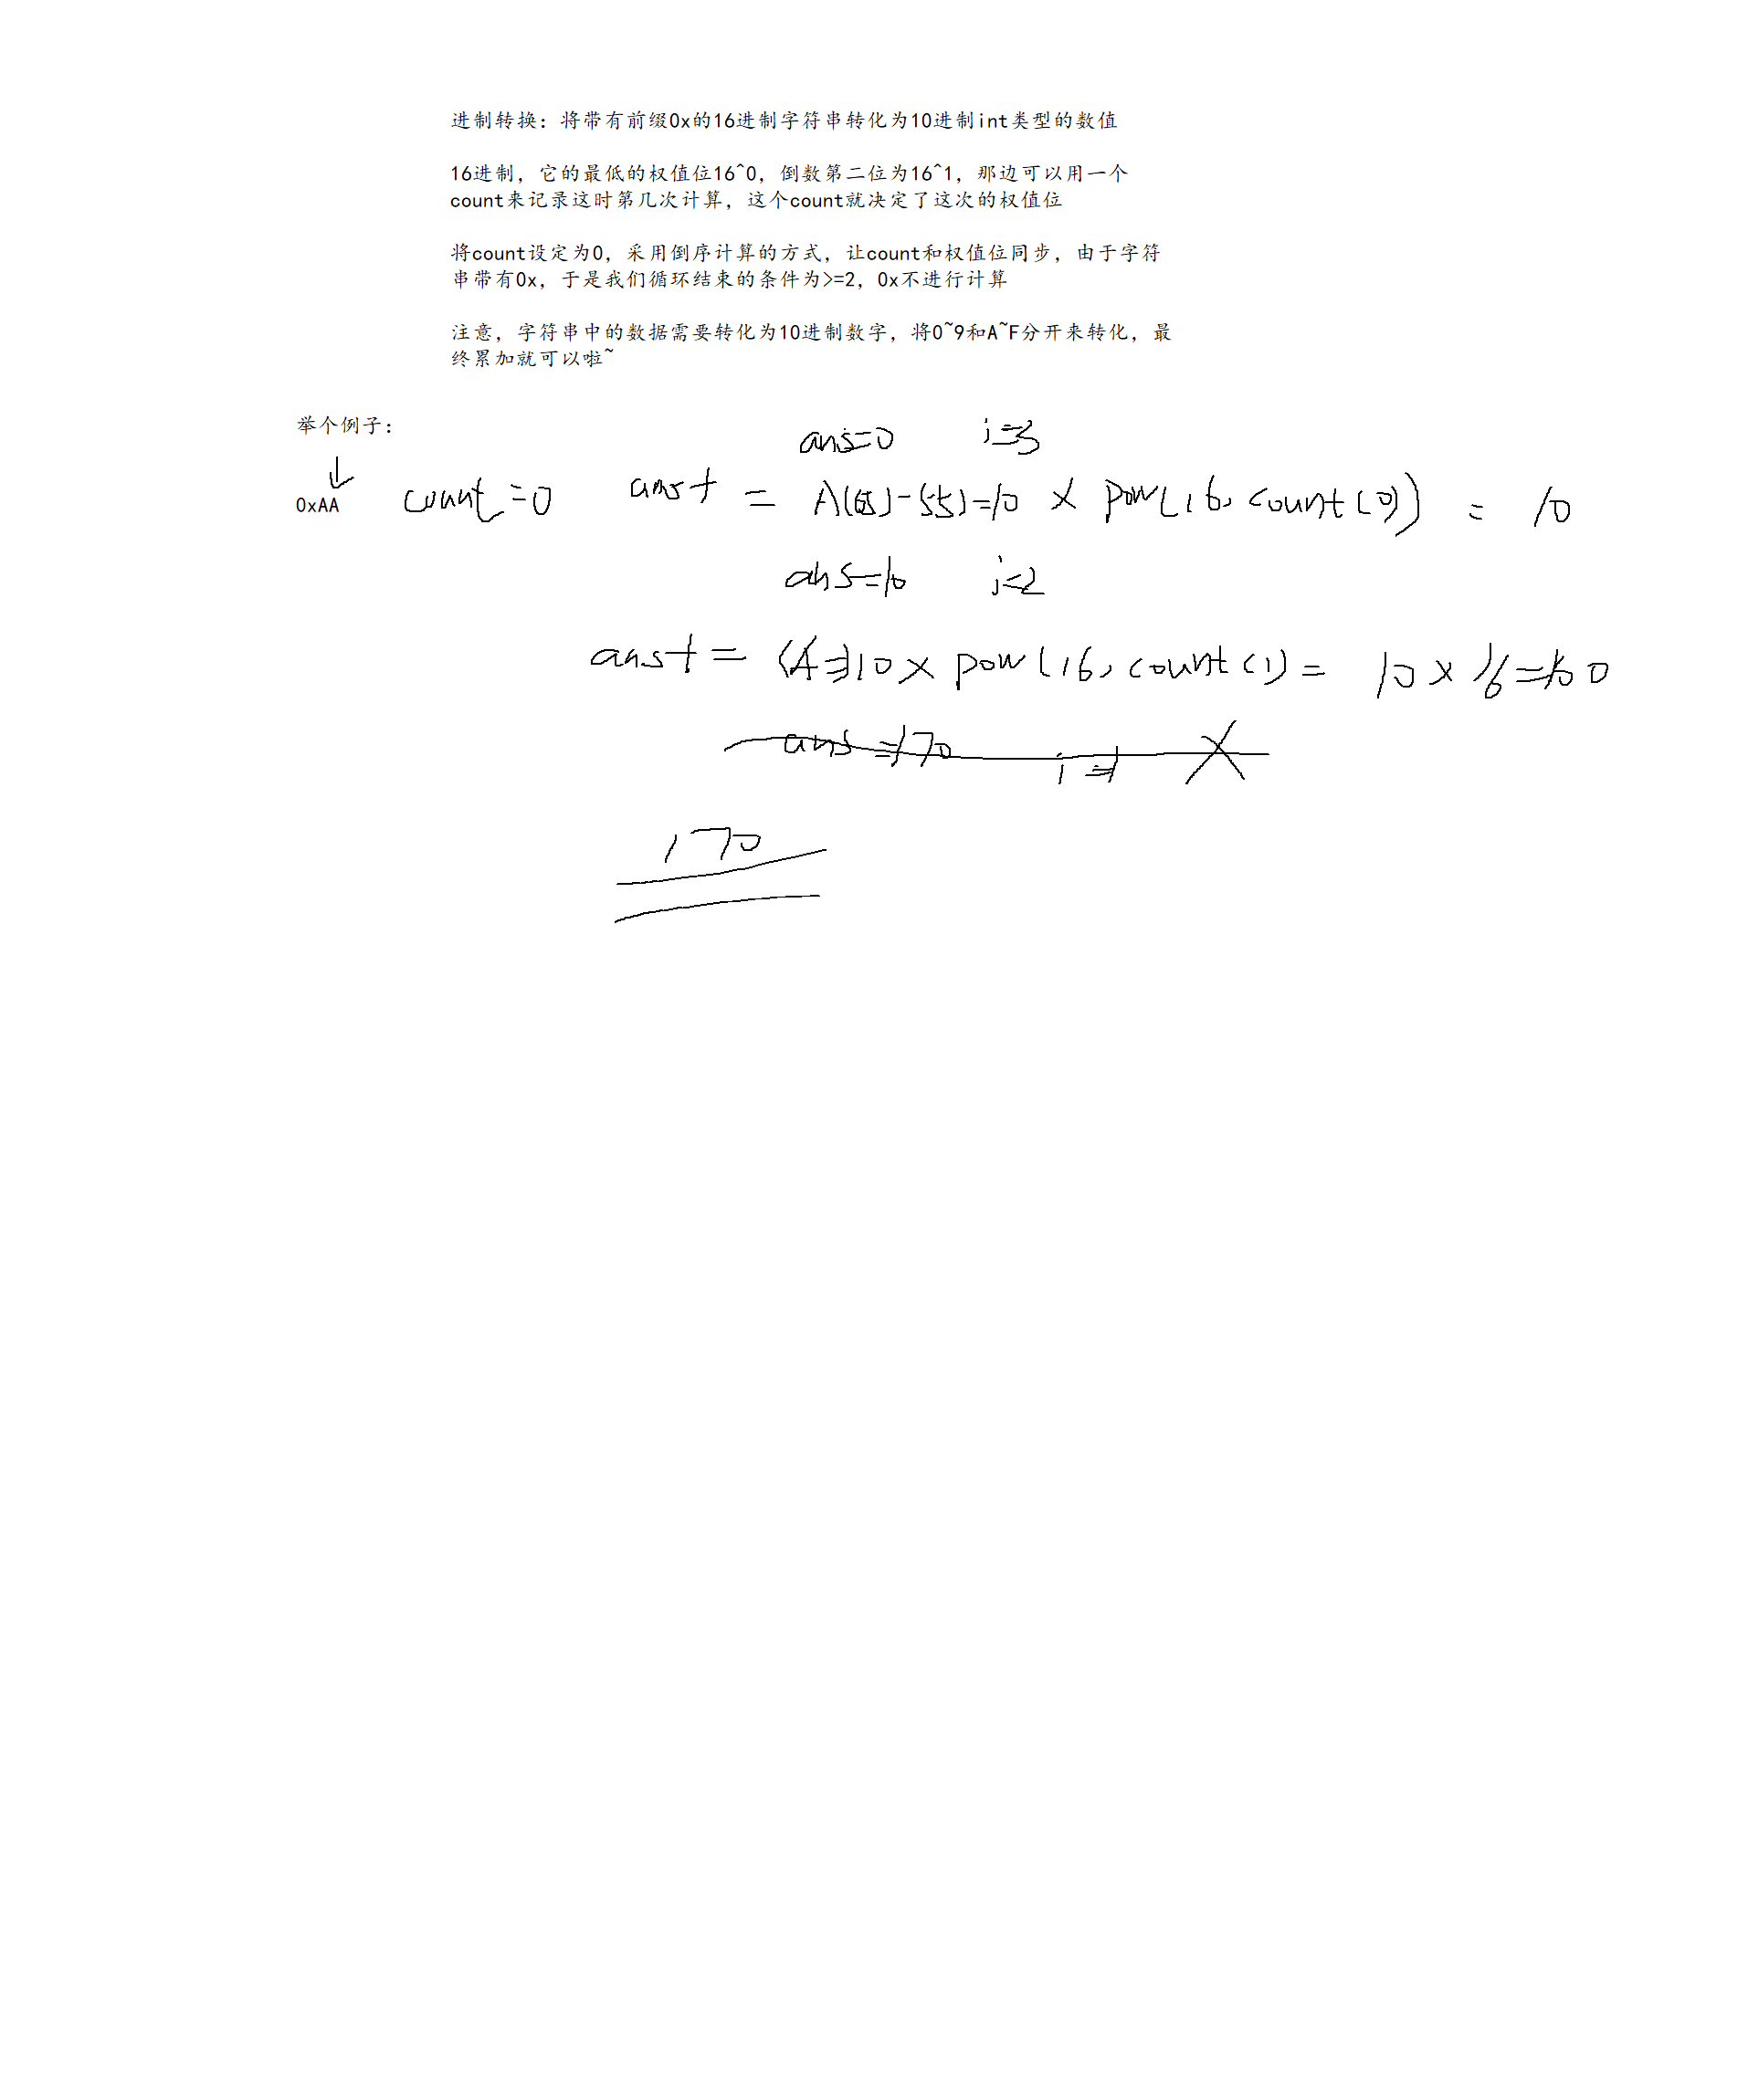 进制转换：将带有前缀0x的16进制字符串转化为10进制int类型的数值
16进制，它的最低的权值位16^0，倒数第二位为16^1，那边可以用一个
count来记录这时第几次计算，这个count就决定了这次的权值位
将count设定为0，采用倒序计算的方式，让count和权值位同步，由于字符
串带有0x，于是我们循环结束的条件为>=2，0x不进行计算
注意，字符串中的数据需要转化为10进制数字，将0~9和A~F分开来转化，最
终累加就可以啦~
举个例子：
ans=0 i=3
0xAA count=0 ans+ = A(65)-55)=10 × pow(16, count(0)) = 10
ans=10 i=2
ans+= (A=)10 × pow(16, count(1) = 10 × 16=160
ans=170 i=1 X
170